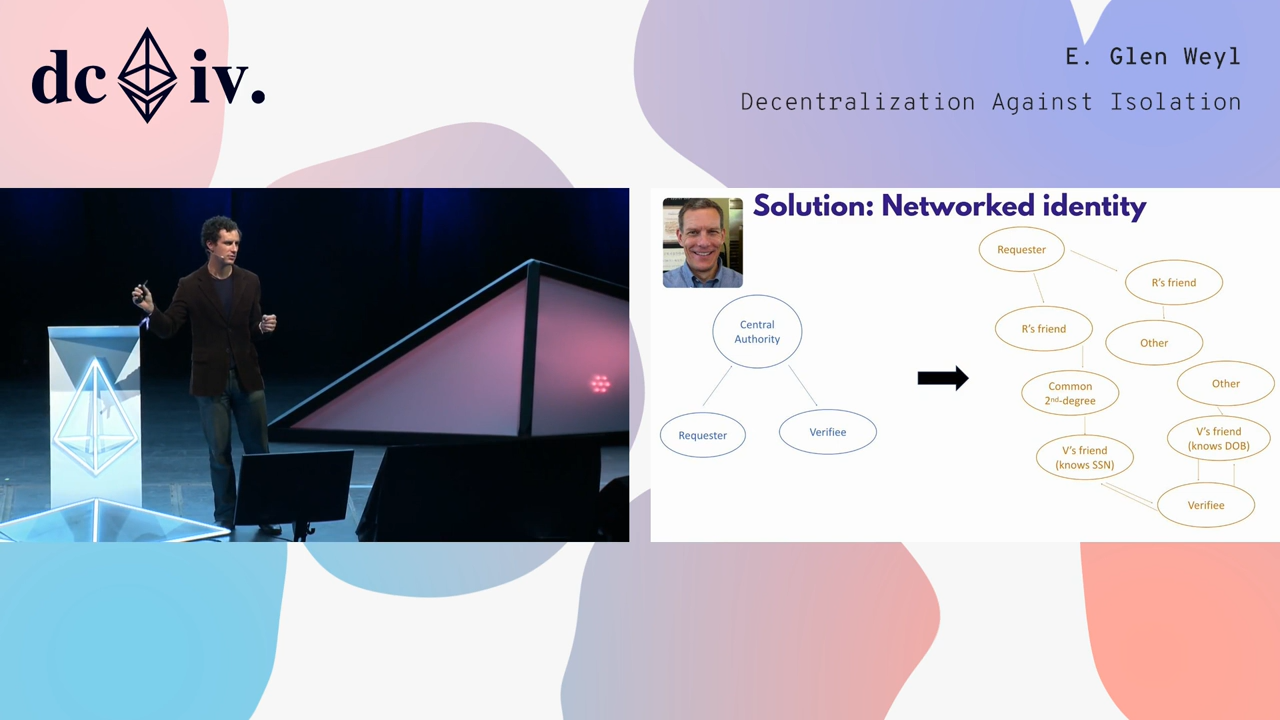 dc iv.
E. Glen Weyl
Decentralization Against Isolation
Solution: Networked identity
Central
Authority
Requester
Verifiee
Requester
R's friend
R's friend
Other
Common
2nd-degree
Other
V's friend
(knows DOB)
V's friend
(knows SSN)
Verifiee